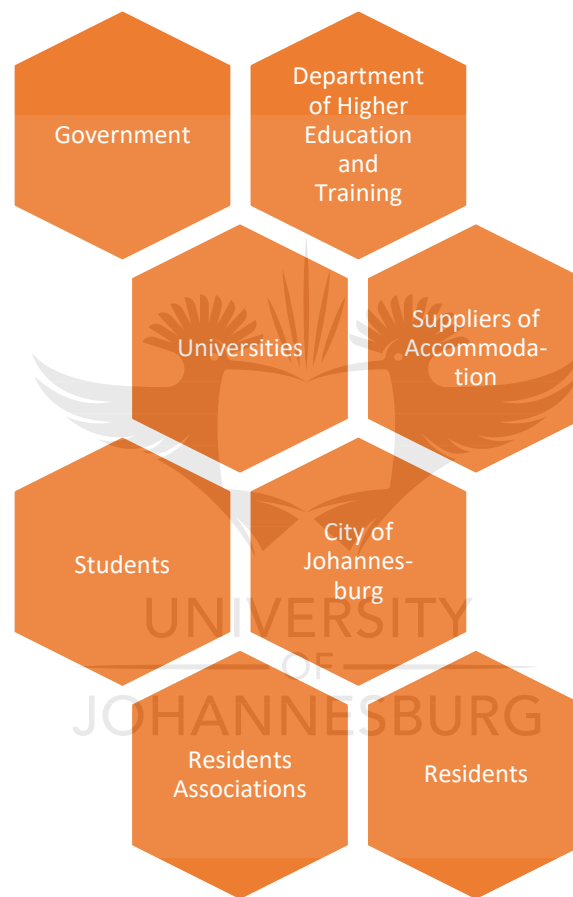 Government
Department
of Higher
Education
and
Training
Universities
Suppliers of
Accommoda-
tion
Students
City of
Johannes-
burg
UNIVERSITY
OF
JOHANNESBURG
Residents
Associations
Residents